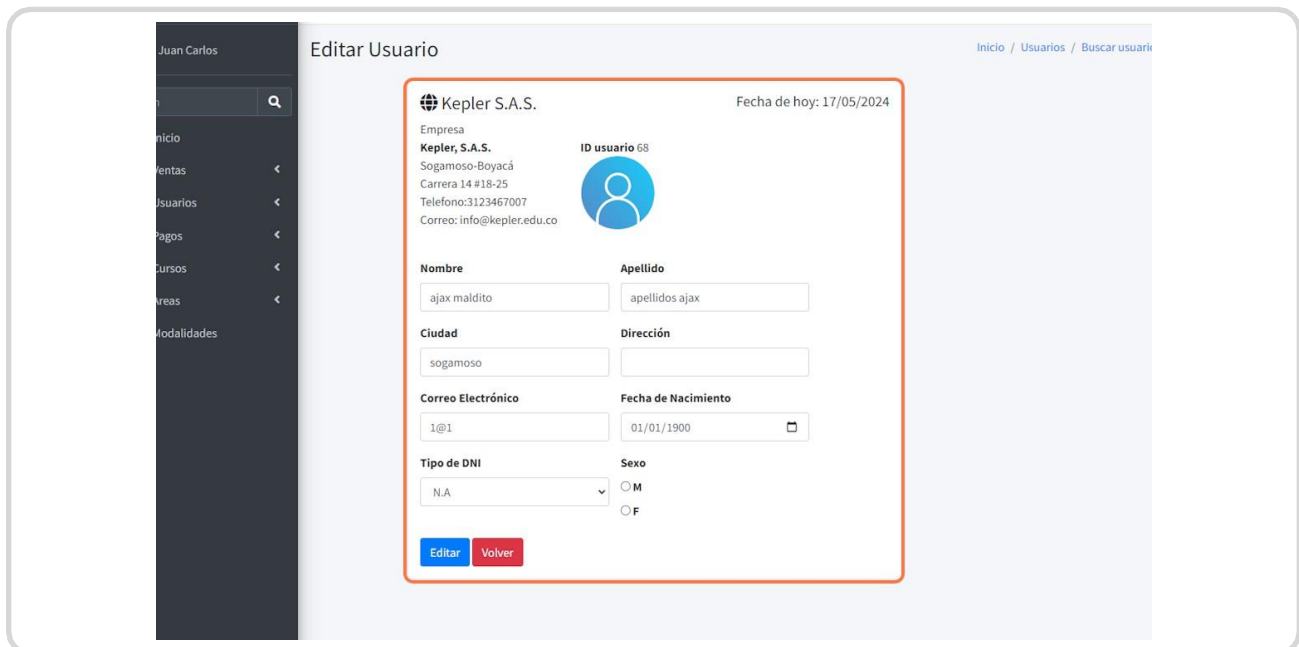 Juan Carlos
Editar Usuario
Inicio / Usuarios / Buscar usuario
Kepler S.A.S.
Fecha de hoy: 17/05/2024
Empresa
Kepler, S.A.S.
ID usuario 68
Sogamoso-Boyacá
Carrera 14 #18-25
Telefono:3123467007
Correo: info@kepler.edu.co
nicio
Ventas
Usuarios
Pagos
Cursos
Areas
Modalidades
Nombre
Apellido
ajax maldito
apellidos ajax
Ciudad
Dirección
sogamoso
Correo Electrónico
Fecha de Nacimiento
1@1
01/01/1900
Tipo de DNI
Sexo
N.A
M
F
Editar
Volver